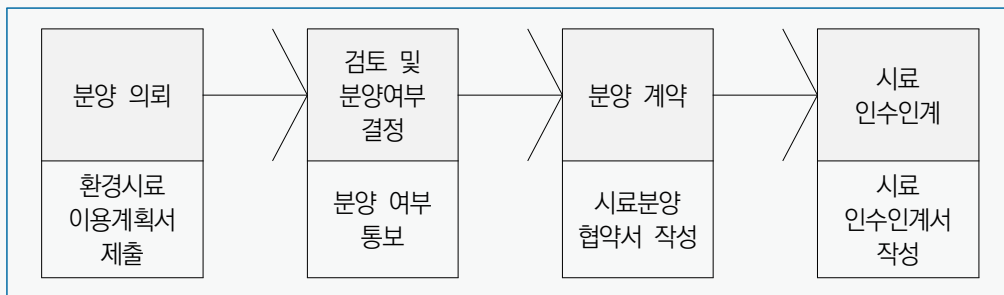 분양 의뢰
환경시료
이용계획서
제출
검토 및
분양여부
결정
분양 여부
통보
분양 계약
시료분양
협약서 작성
시료
인수인계
시료
인수인계서
작성